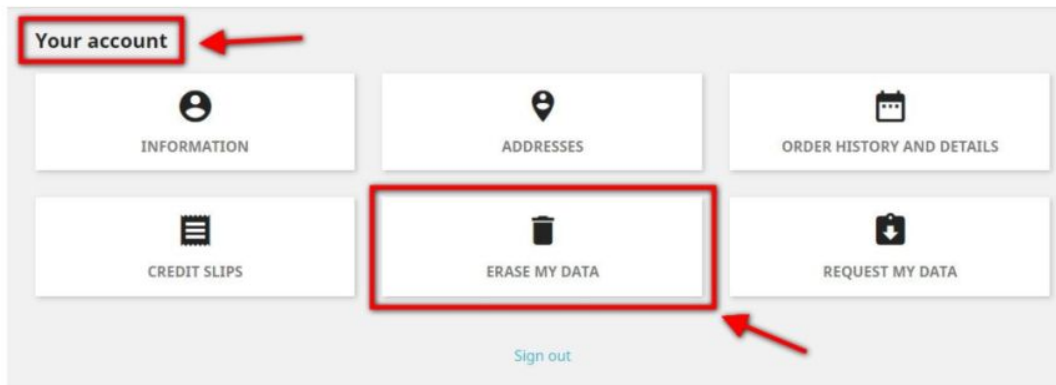 Your account
INFORMATION
ADDRESSES
ORDER HISTORY AND DETAILS
CREDIT SLIPS
ERASE MY DATA
REQUEST MY DATA
Sign out